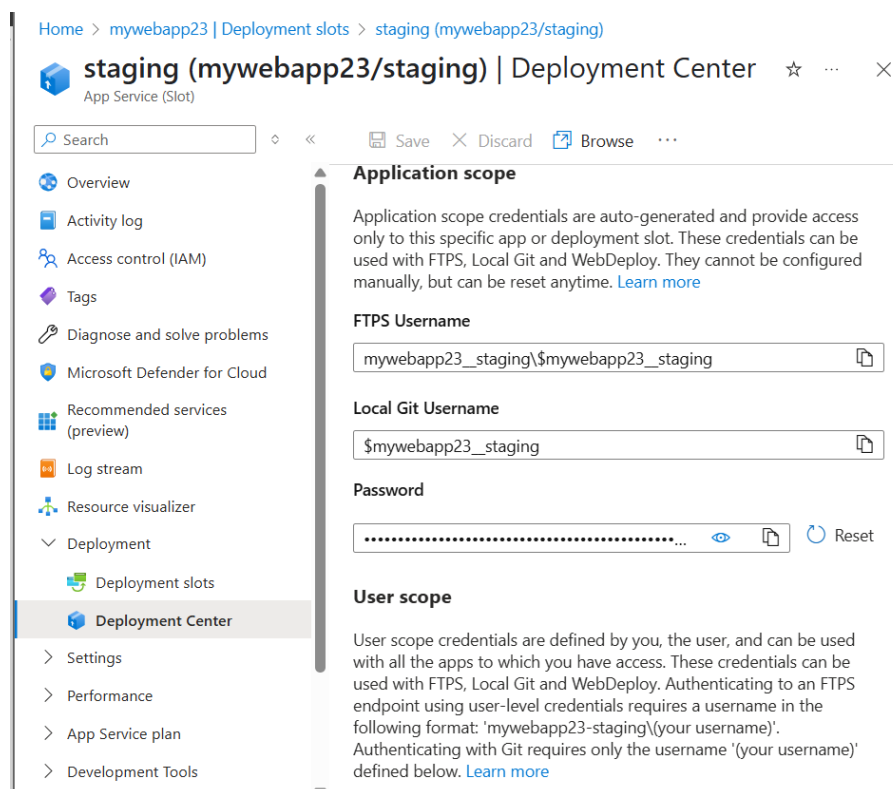 Home > mywebapp23 | Deployment slots > staging (mywebapp23/staging)
staging (mywebapp23/staging) | Deployment Center
App Service (Slot)
Search
Save
Discard
Browse
Overview
Activity log
Access control (IAM)
Tags
Diagnose and solve problems
Microsoft Defender for Cloud
Recommended services
(preview)
Log stream
Resource visualizer
Deployment
Deployment slots
Deployment Center
Settings
Performance
App Service plan
Development Tools
Application scope
Application scope credentials are auto-generated and provide access
only to this specific app or deployment slot. These credentials can be
used with FTPS, Local Git and WebDeploy. They cannot be configured
manually, but can be reset anytime. Learn more
FTPS Username
mywebapp23__staging\$mywebapp23__staging
Local Git Username
$mywebapp23__staging
Password
Reset
User scope
User scope credentials are defined by you, the user, and can be used
with all the apps to which you have access. These credentials can be
used with FTPS, Local Git and WebDeploy. Authenticating to an FTPS
endpoint using user-level credentials requires a username in the
following format: 'mywebapp23-staging\(your username)'.
Authenticating with Git requires only the username '(your username)'
defined below. Learn more